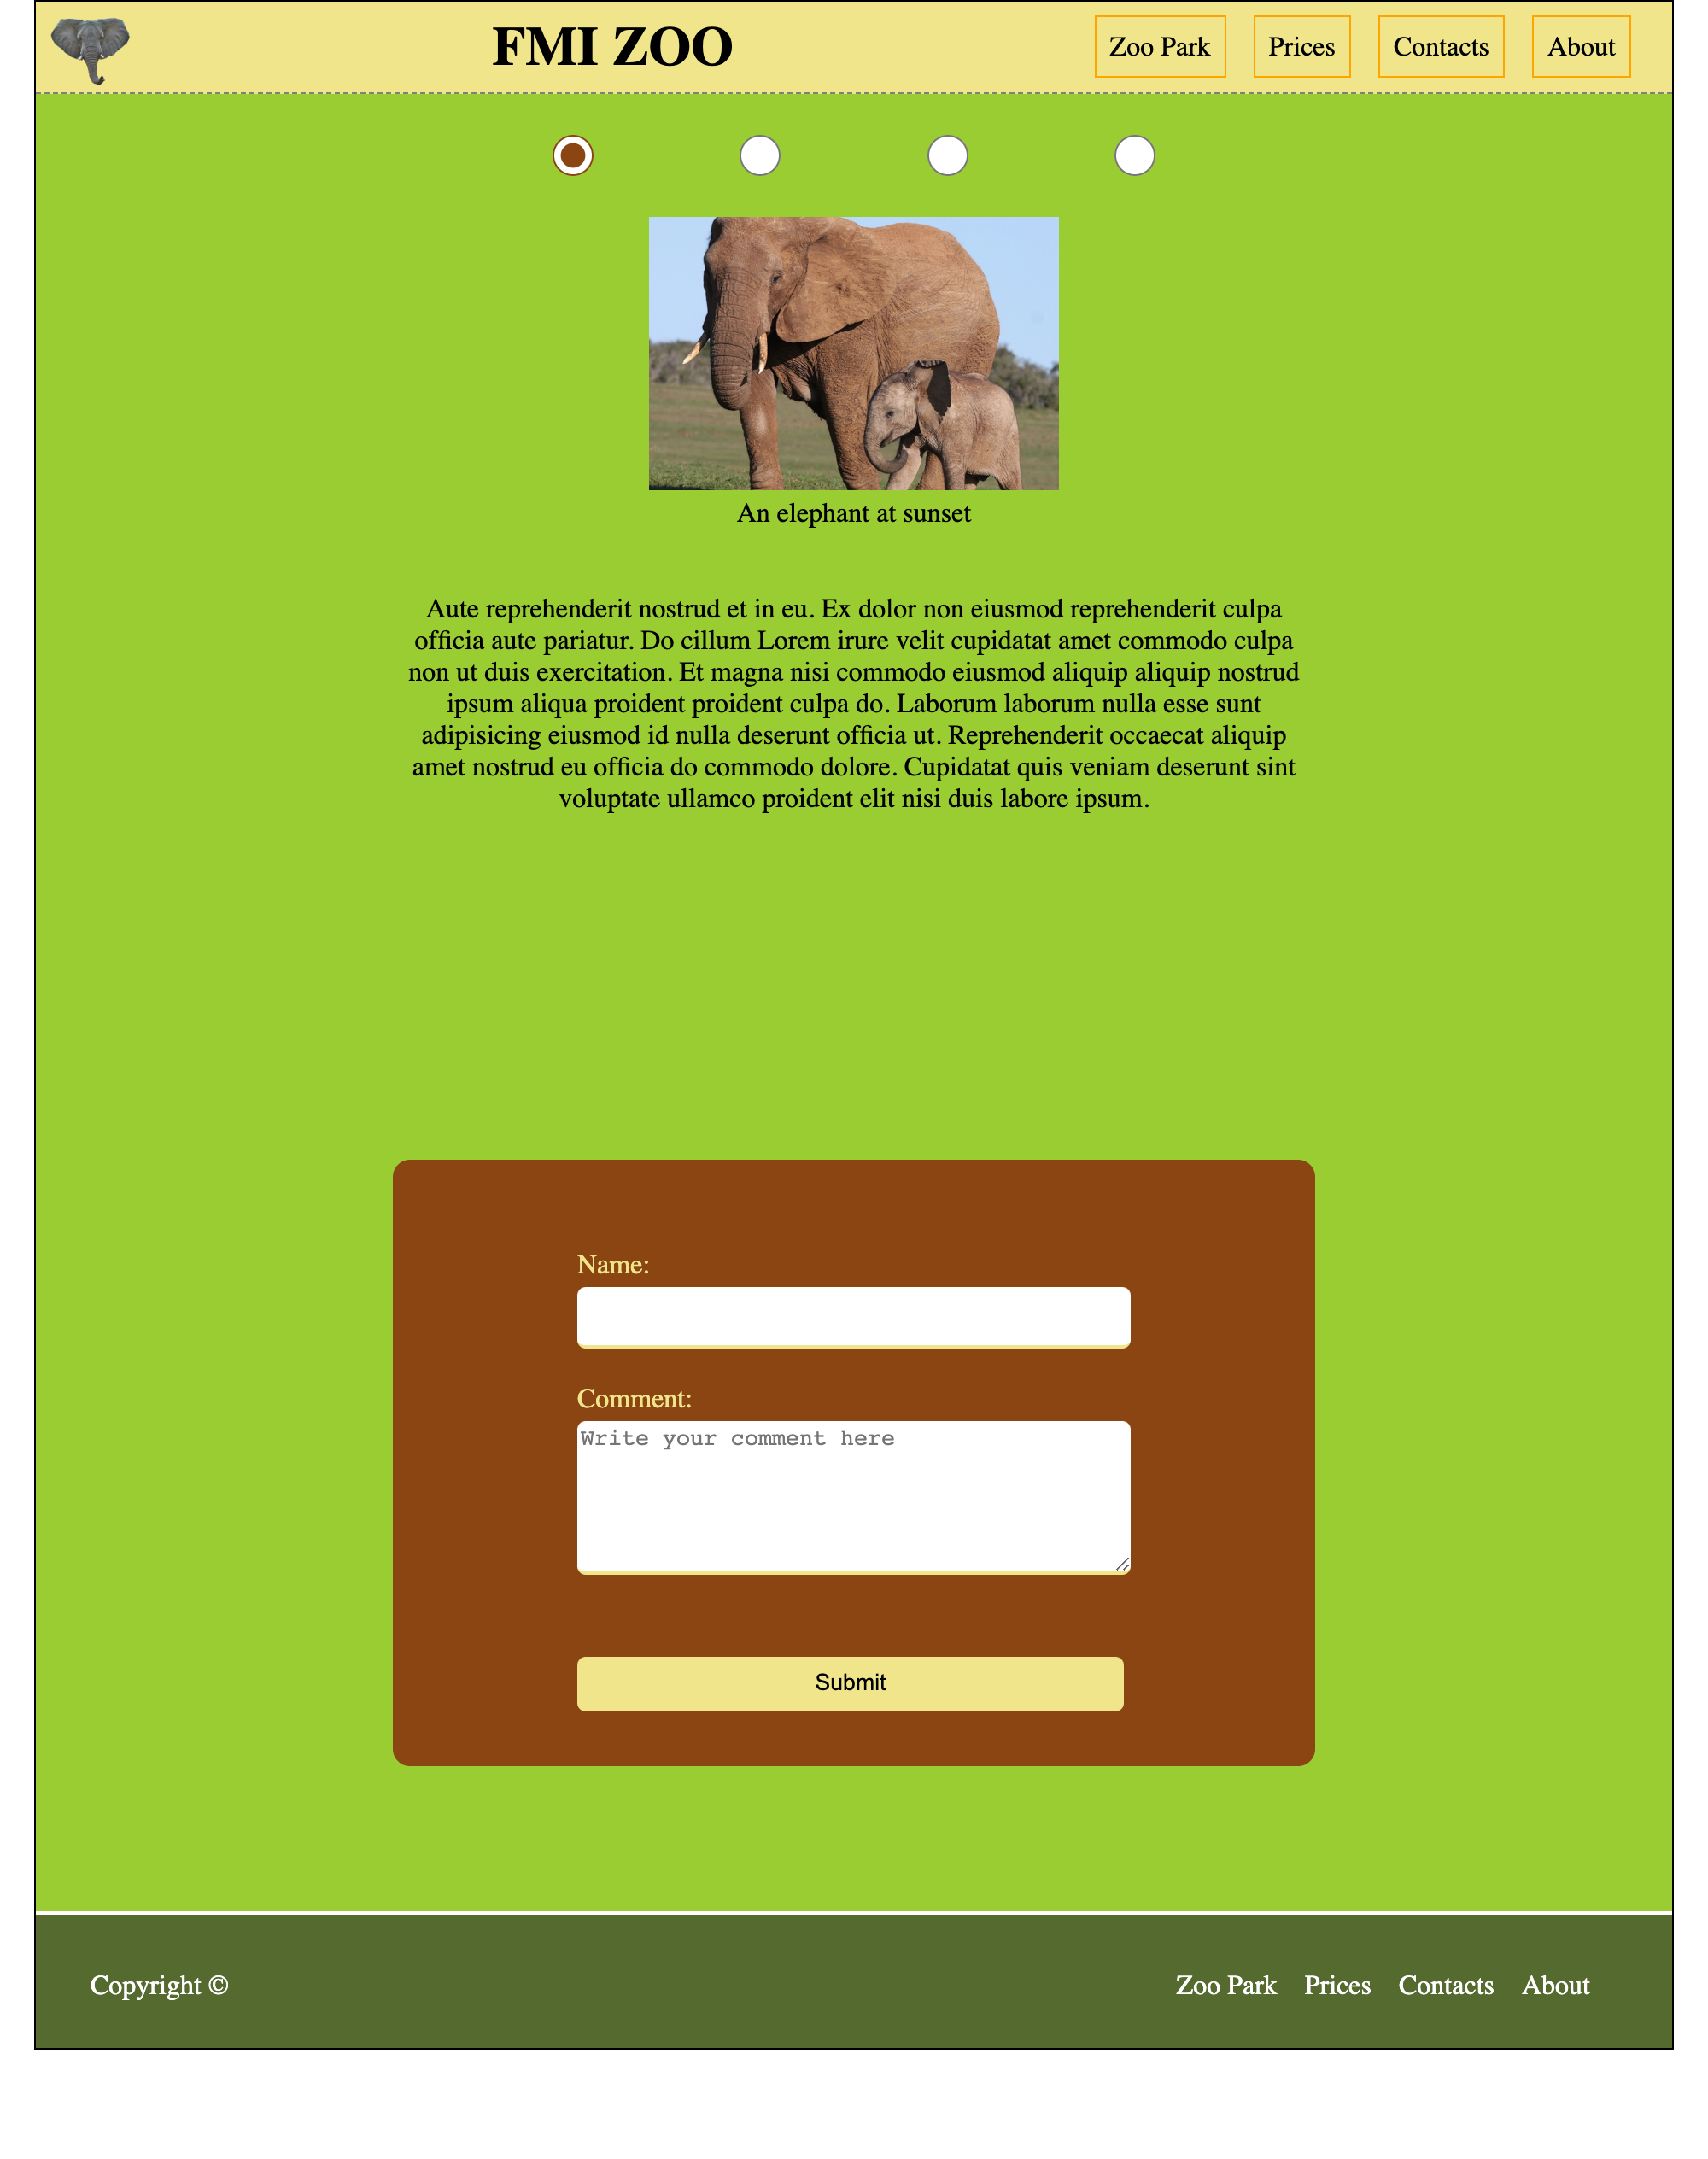 FMI ZOO
Zoo Park
Prices
Contacts
About
An elephant at sunset
Aute reprehenderit nostrud et in eu. Ex dolor non eiusmod reprehenderit culpa
officia aute pariatur. Do cillum Lorem irure velit cupidatat amet commodo culpa
non ut duis exercitation. Et magna nisi commodo eiusmod aliquip aliquip nostrud
ipsum aliqua proident proident culpa do. Laborum laborum nulla esse sunt
adipisicing eiusmod id nulla deserunt officia ut. Reprehenderit occaecat aliquip
amet nostrud eu officia do commodo dolore. Cupidatat quis veniam deserunt sint
voluptate ullamco proident elit nisi duis labore ipsum.
Name:
Comment:
Write your comment here
Submit
Copyright ©
Zoo Park
Prices
Contacts
About